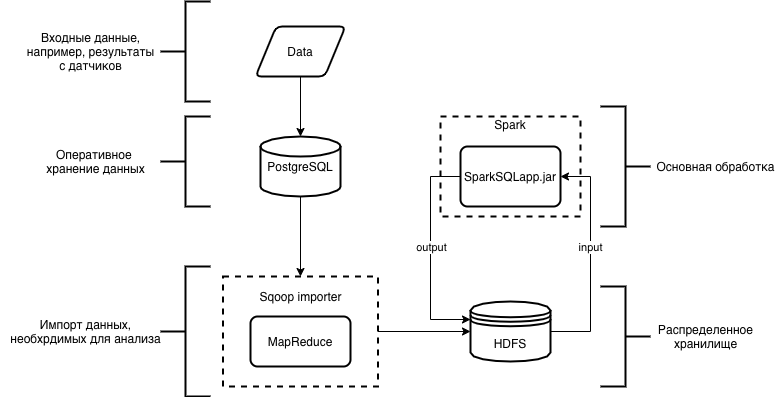 Входные данные,
например, результаты
с датчиков
Data
Оперативное
хранение данных
PostgreSQL
Spark
SparkSQLapp.jar
Основная обработка
output
input
Импорт данных,
необхрдимых для анализа
Sqoop importer
MapReduce
HDFS
Распределенное
хранилище